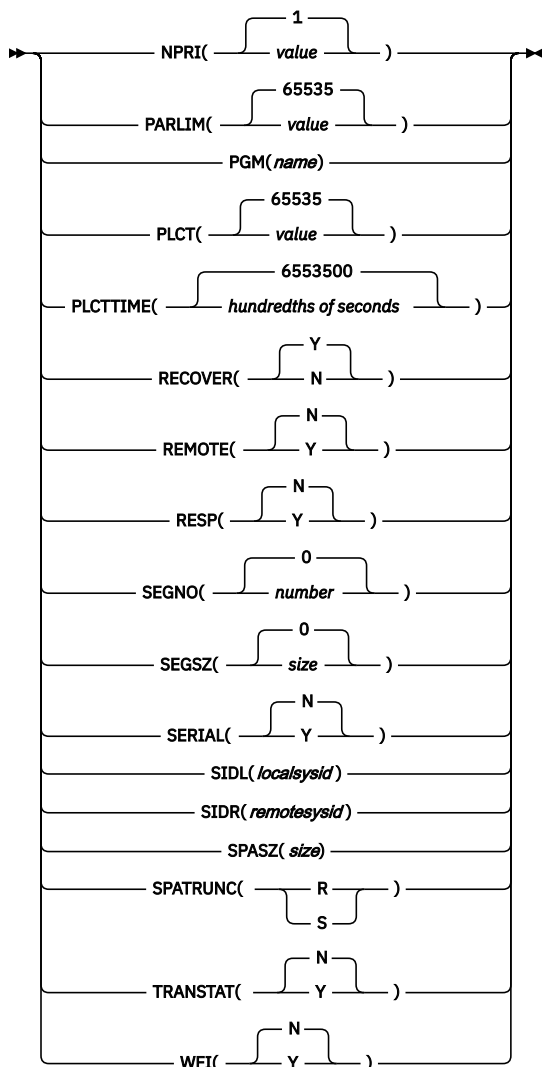 1
NPRI( value )
65535
PARLIM( value )
PGM( name)
65535
PLCT( value )
6553500
PLCTTIME( hundredths of seconds )
Y
RECOVER( N )
N
REMOTE( Y )
N
RESP( Y )
0
SEGNO( number )
0
SEGSZ( size )
N
SERIAL( Y )
SIDL( localsysid )
SIDR( remotesysid )
SPASZ( size)
SPATRUNC( R )
S
N
TRANSTAT( Y )
N
WFI( Y )